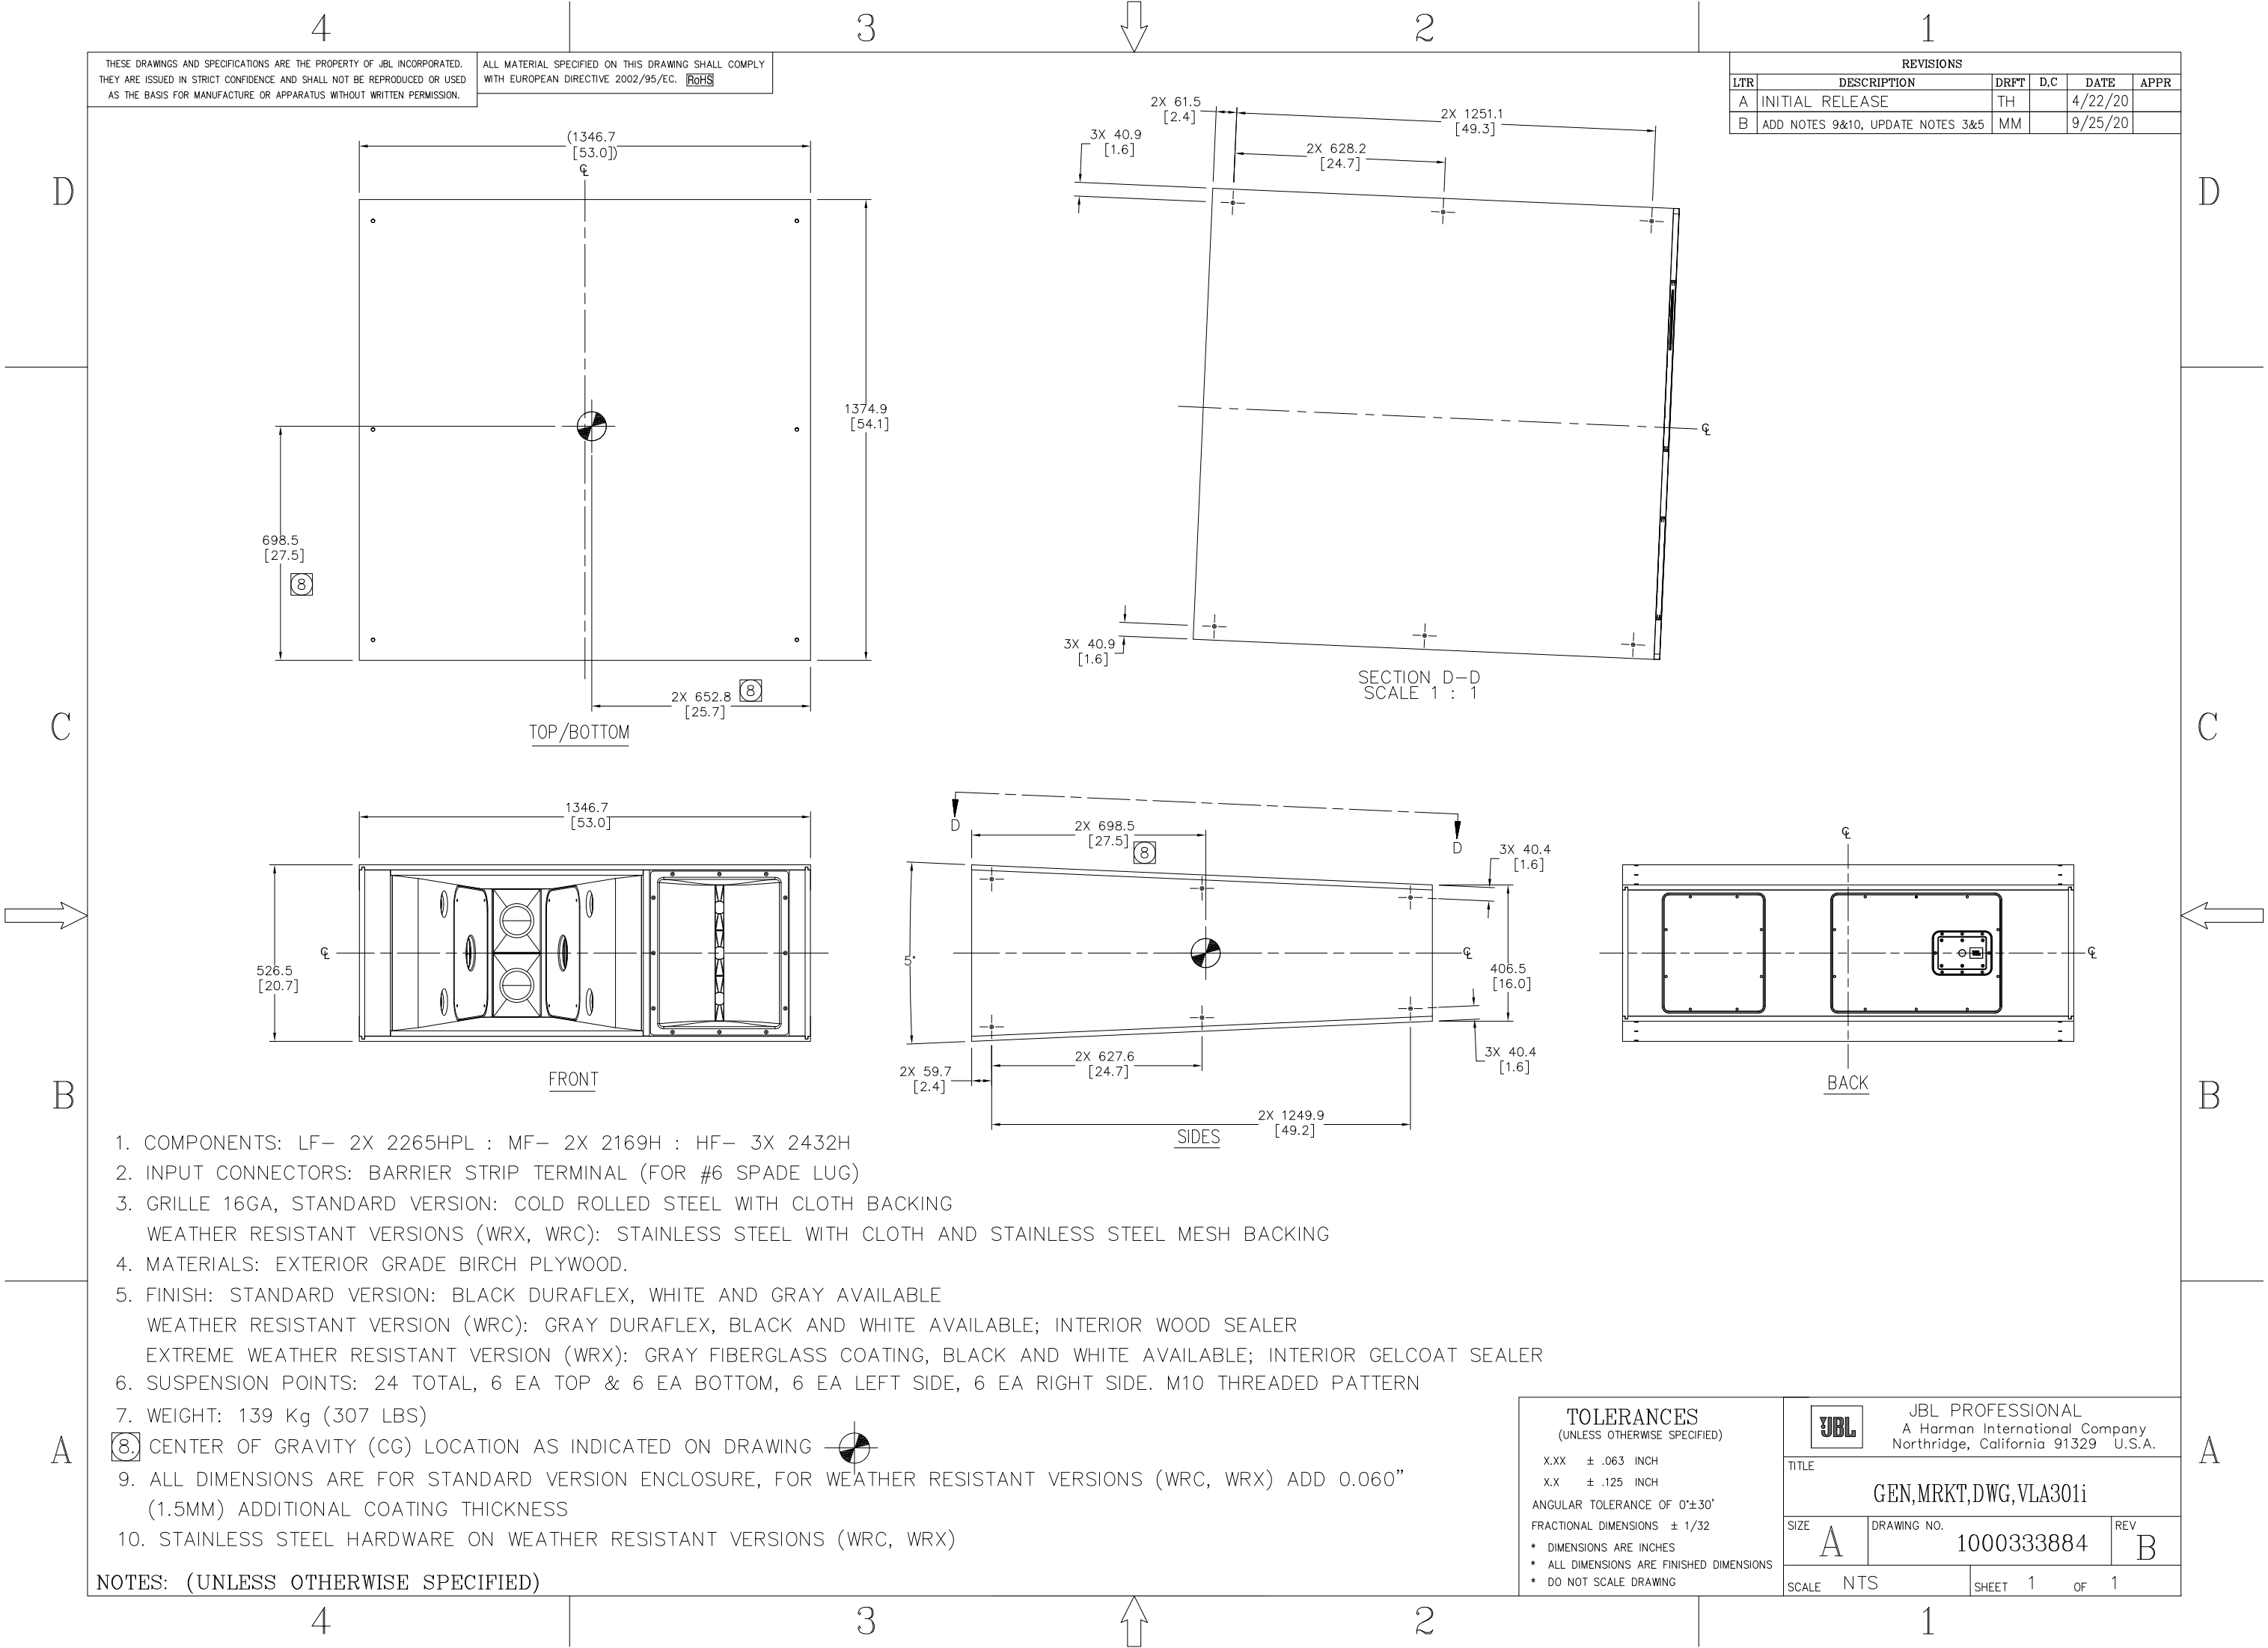 4 3 2 1
THESE DRAWINGS AND SPECIFICATIONS ARE THE PROPERTY OF JBL INCORPORATED.
THEY ARE ISSUED IN STRICT CONFIDENCE AND SHALL NOT BE REPRODUCED OR USED
AS THE BASIS FOR MANUFACTURE OR APPARATUS WITHOUT WRITTEN PERMISSION.
ALL MATERIAL SPECIFIED ON THIS DRAWING SHALL COMPLY
WITH EUROPEAN DIRECTIVE 2002/95/EC. RoHS
REVISIONS
LTR DESCRIPTION DRFT D,C DATE APPR
A INITIAL RELEASE TH 4/22/20
B ADD NOTES 9&10, UPDATE NOTES 3&5 MM 9/25/20
D
D
(1346.7
[53.0])
℄
1374.9
[54.1]
698.5
[27.5]
8
2X 652.8 8
[25.7]
TOP/BOTTOM
2X 61.5
[2.4]
2X 1251.1
[49.3]
3X 40.9
[1.6]
2X 628.2
[24.7]
℄
3X 40.9
[1.6]
SECTION D-D
SCALE 1 : 1
C
C
1346.7
[53.0]
℄
526.5
[20.7]
FRONT
D
D
2X 698.5
[27.5]
8
3X 40.4
[1.6]
5°
℄
406.5
[16.0]
3X 40.4
[1.6]
2X 59.7
[2.4]
2X 627.6
[24.7]
2X 1249.9
[49.2]
SIDES
℄
℄
BACK
B
B
1. COMPONENTS: LF- 2X 2265HPL : MF- 2X 2169H : HF- 3X 2432H
2. INPUT CONNECTORS: BARRIER STRIP TERMINAL (FOR #6 SPADE LUG)
3. GRILLE 16GA, STANDARD VERSION: COLD ROLLED STEEL WITH CLOTH BACKING
WEATHER RESISTANT VERSIONS (WRX, WRC): STAINLESS STEEL WITH CLOTH AND STAINLESS STEEL MESH BACKING
4. MATERIALS: EXTERIOR GRADE BIRCH PLYWOOD.
5. FINISH: STANDARD VERSION: BLACK DURAFLEX, WHITE AND GRAY AVAILABLE
WEATHER RESISTANT VERSION (WRC): GRAY DURAFLEX, BLACK AND WHITE AVAILABLE; INTERIOR WOOD SEALER
EXTREME WEATHER RESISTANT VERSION (WRX): GRAY FIBERGLASS COATING, BLACK AND WHITE AVAILABLE; INTERIOR GELCOAT SEALER
6. SUSPENSION POINTS: 24 TOTAL, 6 EA TOP & 6 EA BOTTOM, 6 EA LEFT SIDE, 6 EA RIGHT SIDE. M10 THREADED PATTERN
7. WEIGHT: 139 Kg (307 LBS)
8. CENTER OF GRAVITY (CG) LOCATION AS INDICATED ON DRAWING
9. ALL DIMENSIONS ARE FOR STANDARD VERSION ENCLOSURE, FOR WEATHER RESISTANT VERSIONS (WRC, WRX) ADD 0.060”
(1.5MM) ADDITIONAL COATING THICKNESS
10. STAINLESS STEEL HARDWARE ON WEATHER RESISTANT VERSIONS (WRC, WRX)
NOTES: (UNLESS OTHERWISE SPECIFIED)
A
A
TOLERANCES
(UNLESS OTHERWISE SPECIFIED)
X.XX ± .063 INCH
X.X ± .125 INCH
ANGULAR TOLERANCE OF 0°±30'
FRACTIONAL DIMENSIONS ± 1/32
* DIMENSIONS ARE INCHES
* ALL DIMENSIONS ARE FINISHED DIMENSIONS
* DO NOT SCALE DRAWING
JBL
JBL PROFESSIONAL
A Harman International Company
Northridge, California 91329 U.S.A.
TITLE
GEN,MRKT,DWG,VLA301i
SIZE A DRAWING NO. 1000333884 REV B
SCALE NTS SHEET 1 OF 1
4 3 2 1